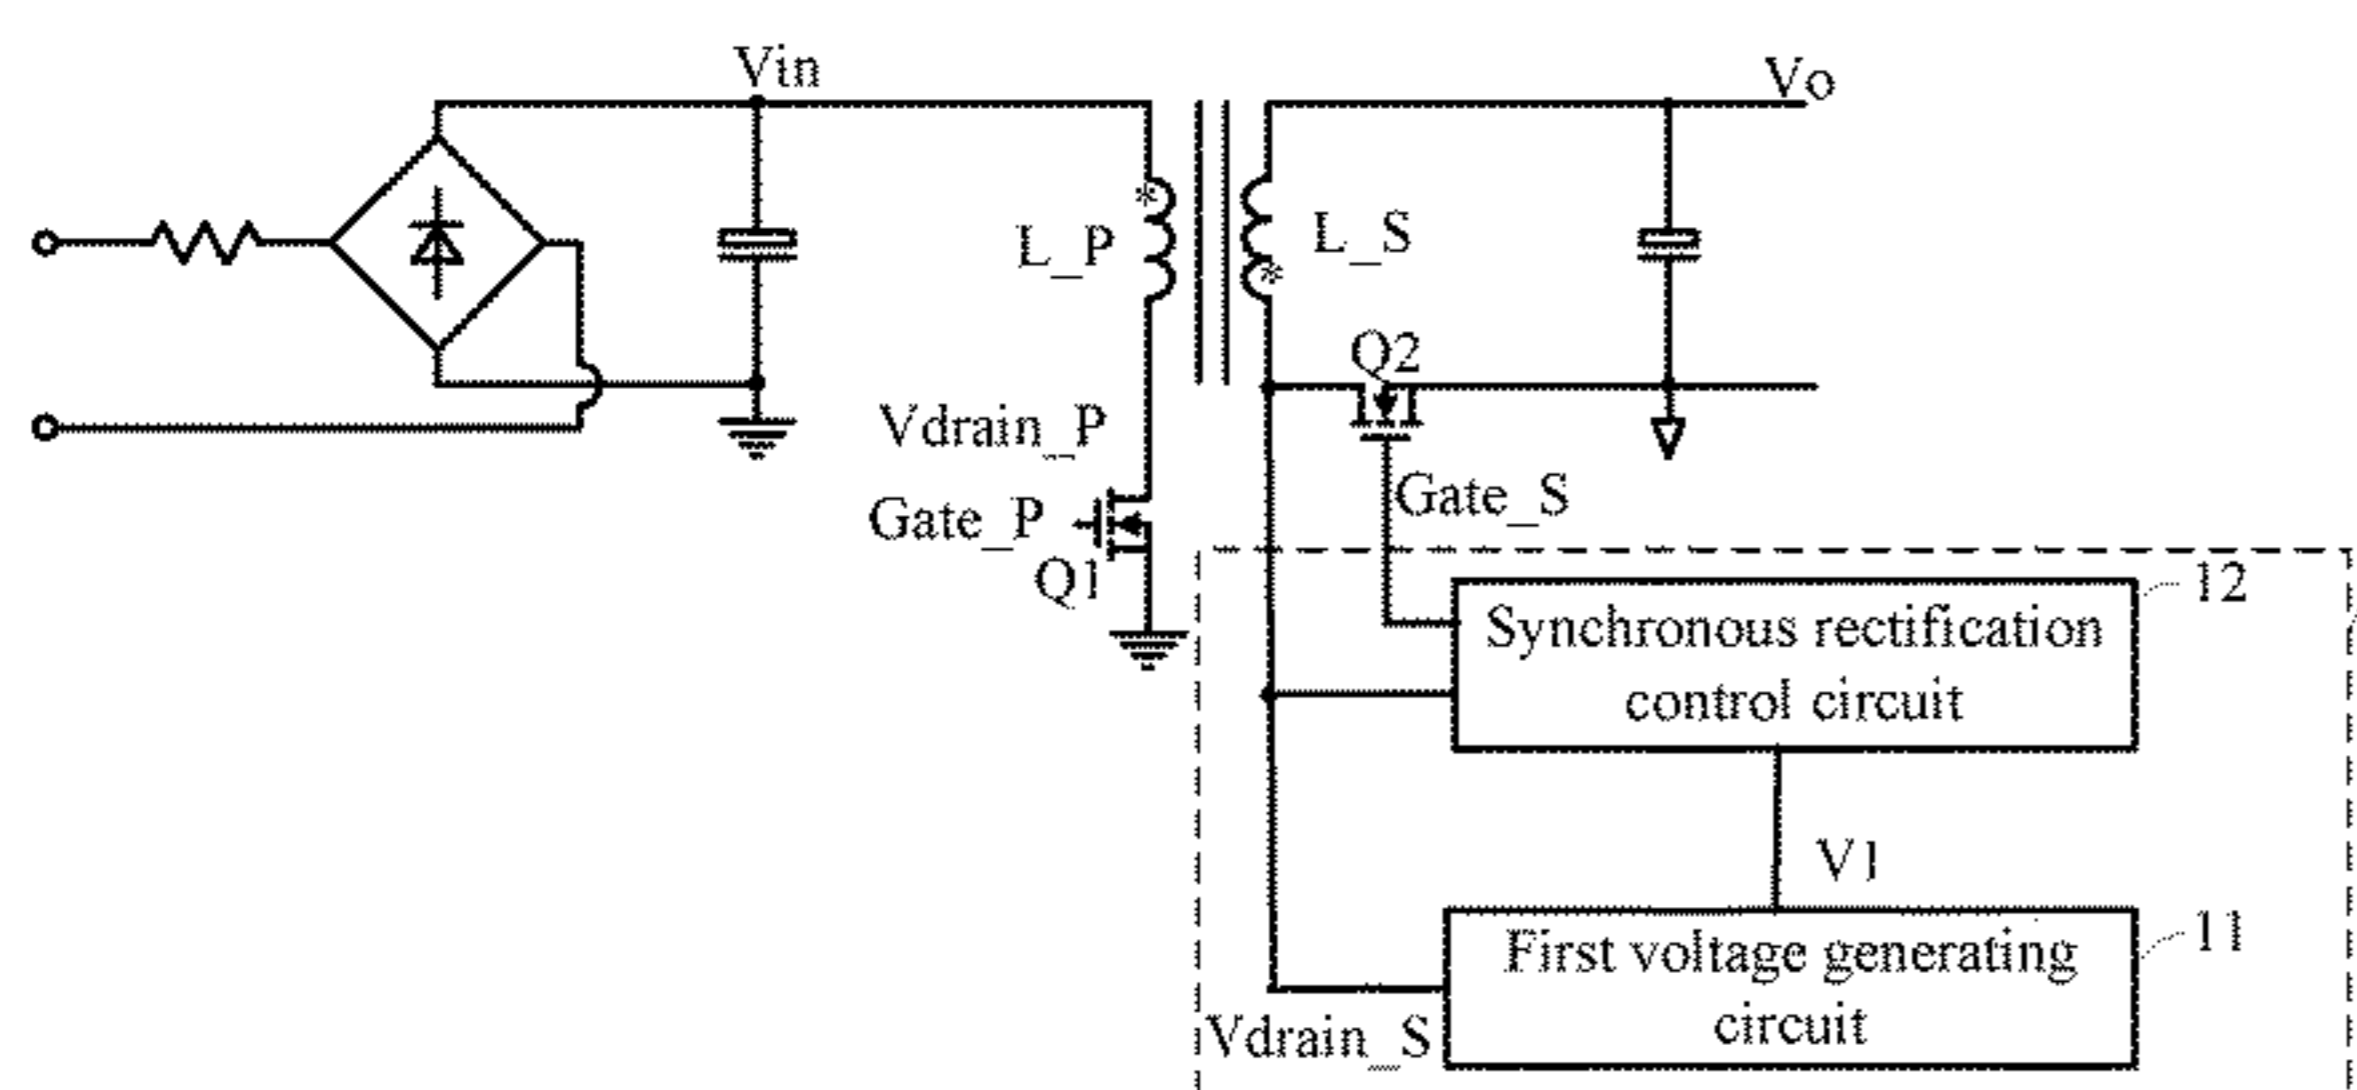 Vin
Vo
*
L_P
L_S
*
Q2
Vdrain_P
Gate_P
Q1
Gate_S
12
Synchronous rectification
control circuit
V1
11
First voltage generating
circuit
Vdrain_S